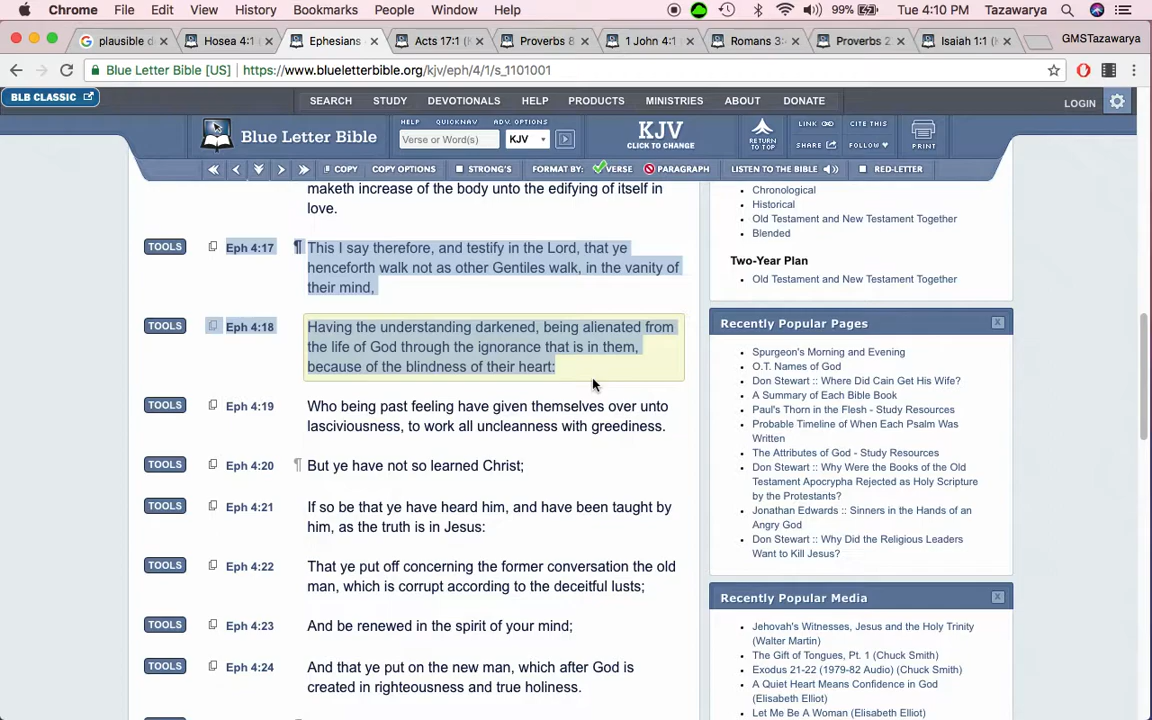 Chrome File Edit View History Bookmarks People Window Help 99% Tue 4:10 PM Tazawarya
plausible d Hosea 4:1 ( Ephesians Acts 17:1 (K Proverbs 8 1 John 4:1 Romans 3: Proverbs 2 Isaiah 1:1 ( GMSTazawarya
Blue Letter Bible [US] https://www.blueletterbible.org/kjv/eph/4/1/s_1101001
BLB CLASSIC
SEARCH STUDY DEVOTIONALS HELP PRODUCTS MINISTRIES ABOUT DONATE LOGIN
Blue Letter Bible
HELP QUICKNAV ADV. OPTIONS
Verse or Word(s) KJV
KJV
CLICK TO CHANGE
RETURN TO TOP
LINK CITE THIS
SHARE FOLLOW
PRINT
COPY COPY OPTIONS STRONG'S FORMAT BY: VERSE PARAGRAPH LISTEN TO THE BIBLE RED-LETTER
maketh increase of the body unto the edifying of itself in
love.
TOOLS Eph 4:17 ¶ This I say therefore, and testify in the Lord, that ye
henceforth walk not as other Gentiles walk, in the vanity of
their mind,
TOOLS Eph 4:18 Having the understanding darkened, being alienated from
the life of God through the ignorance that is in them,
because of the blindness of their heart:
TOOLS Eph 4:19 Who being past feeling have given themselves over unto
lasciviousness, to work all uncleanness with greediness.
TOOLS Eph 4:20 ¶ But ye have not so learned Christ;
TOOLS Eph 4:21 If so be that ye have heard him, and have been taught by
him, as the truth is in Jesus:
TOOLS Eph 4:22 That ye put off concerning the former conversation the old
man, which is corrupt according to the deceitful lusts;
TOOLS Eph 4:23 And be renewed in the spirit of your mind;
TOOLS Eph 4:24 And that ye put on the new man, which after God is
created in righteousness and true holiness.
Chronological
Historical
Old Testament and New Testament Together
Blended
Two-Year Plan
Old Testament and New Testament Together
Recently Popular Pages
Spurgeon's Morning and Evening
O.T. Names of God
Don Stewart :: Where Did Cain Get His Wife?
A Summary of Each Bible Book
Paul's Thorn in the Flesh - Study Resources
Probable Timeline of When Each Psalm Was
Written
The Attributes of God - Study Resources
Don Stewart :: Why Were the Books of the Old
Testament Apocrypha Rejected as Holy Scripture
by the Protestants?
Jonathan Edwards :: Sinners in the Hands of an
Angry God
Don Stewart :: Why Did the Religious Leaders
Want to Kill Jesus?
Recently Popular Media
Jehovah's Witnesses, Jesus and the Holy Trinity
(Walter Martin)
The Gift of Tongues, Pt. 1 (Chuck Smith)
Exodus 21-22 (1979-82 Audio) (Chuck Smith)
A Quiet Heart Means Confidence in God
(Elisabeth Elliot)
Let Me Be A Woman (Elisabeth Elliot)